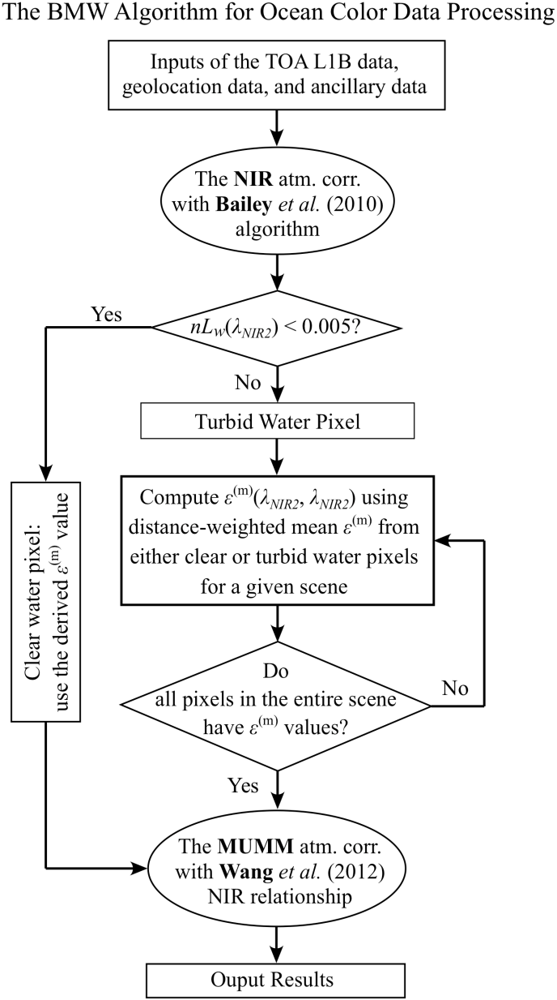 The BMW Algorithm for Ocean Color Data Processing
Inputs of the TOA L1B data,
geolocation data, and ancillary data
The NIR atm. corr.
with Bailey et al. (2010)
algorithm
Yes
nLw(λNIR2) < 0.005?
No
Turbid Water Pixel
Compute ε(m)(λNIR2, λNIR2) using
distance-weighted mean ε(m) from
either clear or turbid water pixels
for a given scene
Clear water pixel:
use the derived ε(m) value
Do
all pixels in the entire scene
have ε(m) values?
No
Yes
The MUMM atm. corr.
with Wang et al. (2012)
NIR relationship
Ouput Results